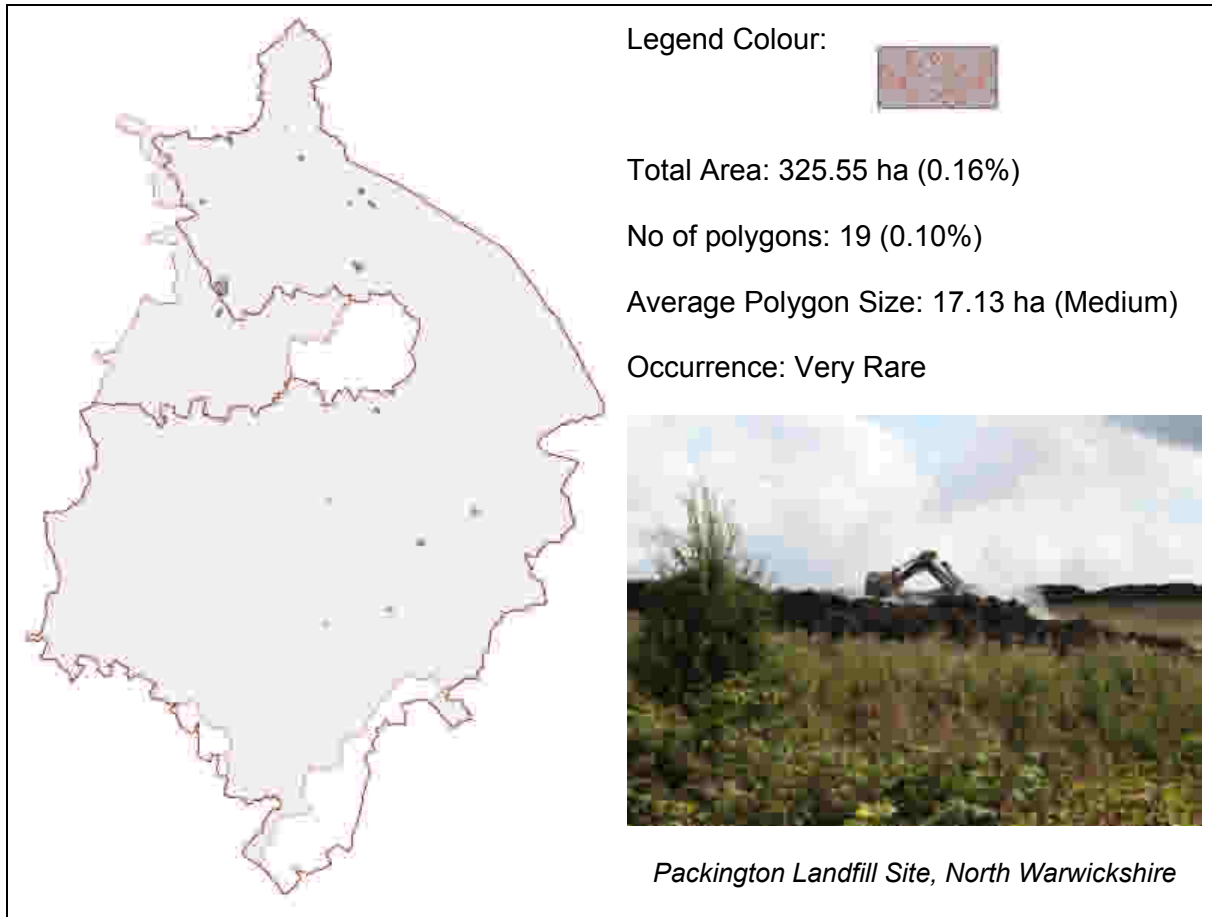 Legend Colour:
Total Area: 325.55 ha (0.16%)
No of polygons: 19 (0.10%)
Average Polygon Size: 17.13 ha (Medium)
Occurrence: Very Rare
Packington Landfill Site, North Warwickshire